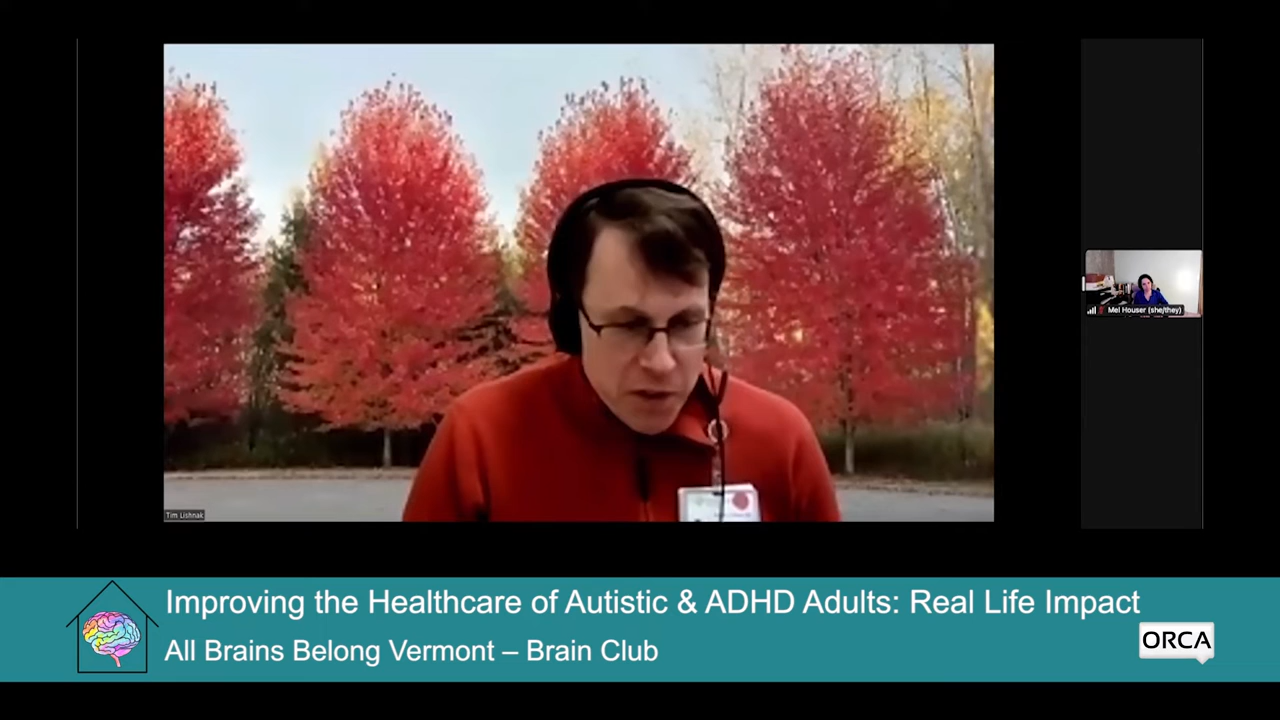 Tim Lishnak
Mel Houser (she/they)
Improving the Healthcare of Autistic & ADHD Adults: Real Life Impact
ORCA
All Brains Belong Vermont – Brain Club